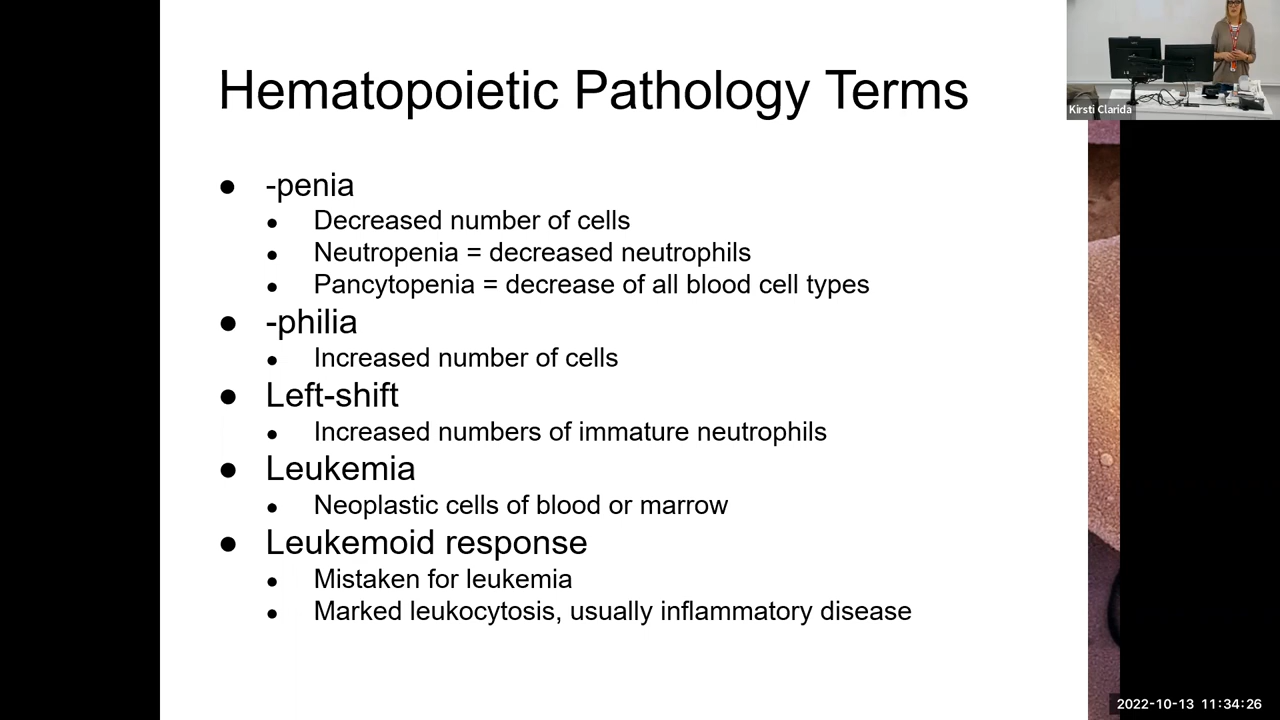 Hematopoietic Pathology Terms
● -penia
● Decreased number of cells
● Neutropenia = decreased neutrophils
● Pancytopenia = decrease of all blood cell types
● -philia
● Increased number of cells
● Left-shift
● Increased numbers of immature neutrophils
● Leukemia
● Neoplastic cells of blood or marrow
● Leukemoid response
● Mistaken for leukemia
● Marked leukocytosis, usually inflammatory disease
Kirsti Clarida
2022-10-13 11:34:26